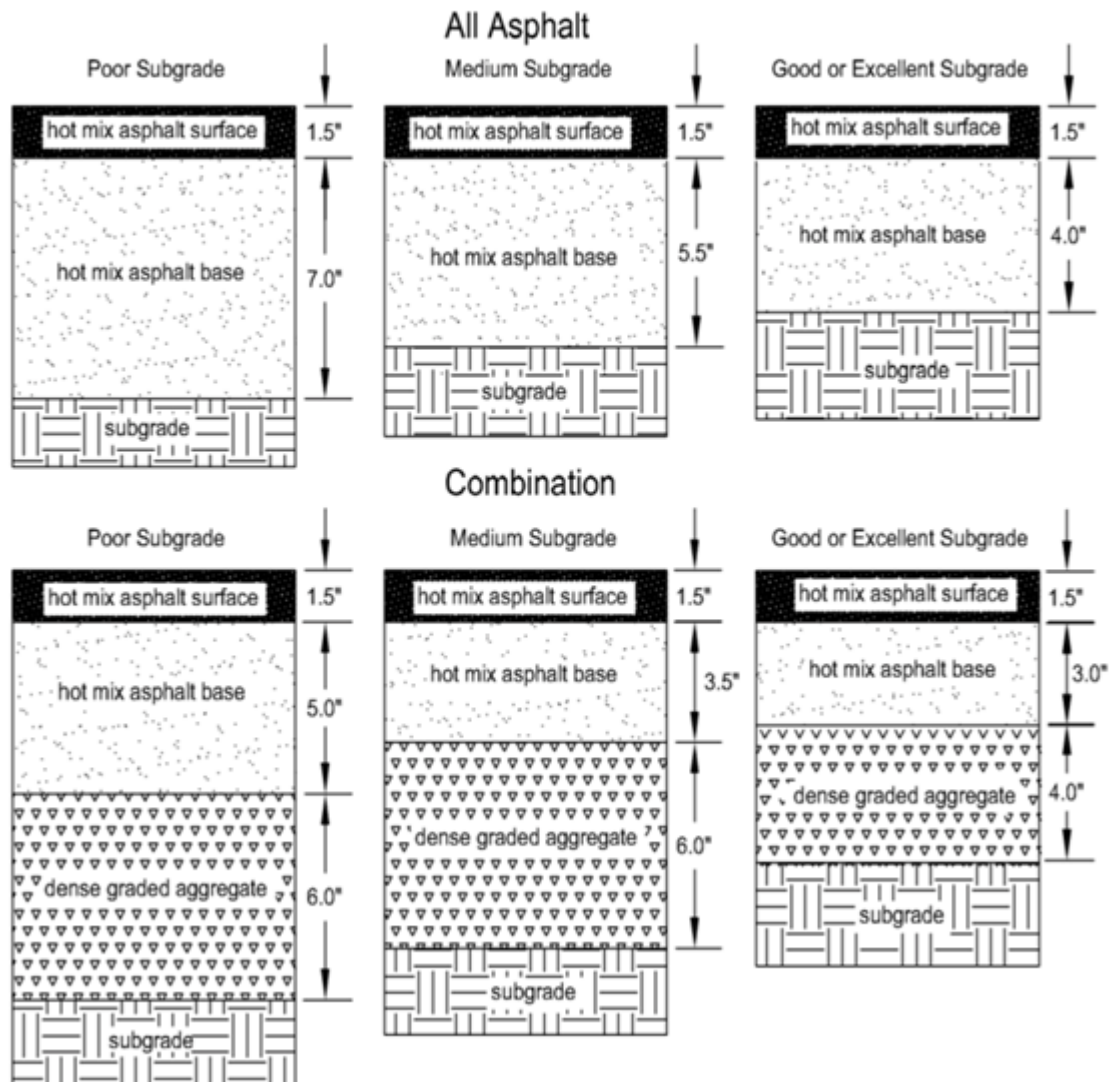 All Asphalt
Poor Subgrade
Medium Subgrade
Good or Excellent Subgrade
hot mix asphalt surface
1.5"
hot mix asphalt surface
1.5"
hot mix asphalt surface
1.5"
hot mix asphalt base
7.0"
hot mix asphalt base
5.5"
hot mix asphalt base
4.0"
subgrade
subgrade
subgrade
Combination
Poor Subgrade
Medium Subgrade
Good or Excellent Subgrade
hot mix asphalt surface
1.5"
hot mix asphalt surface
1.5"
hot mix asphalt surface
1.5"
hot mix asphalt base
5.0"
hot mix asphalt base
3.5"
hot mix asphalt base
3.0"
dense graded aggregate
6.0"
dense graded aggregate
6.0"
dense graded aggregate
4.0"
subgrade
subgrade
subgrade